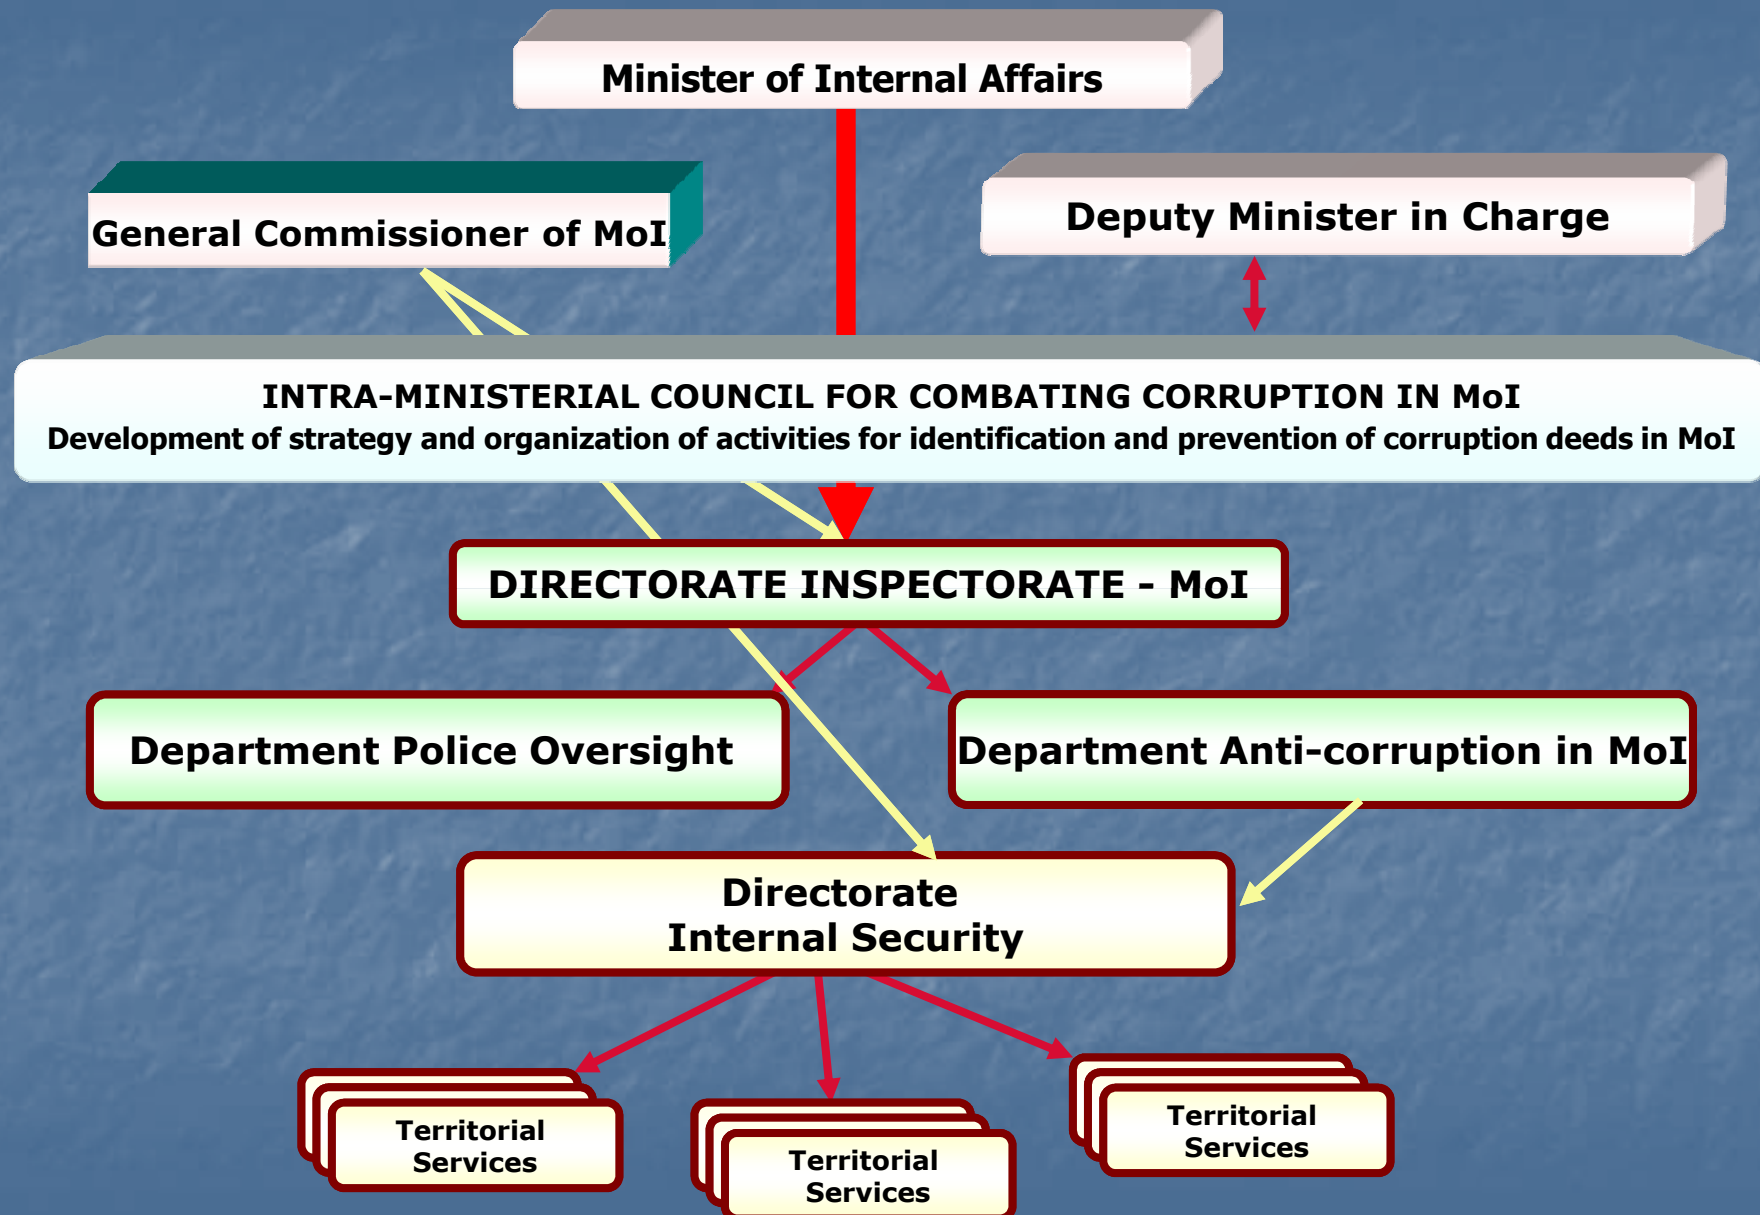 Minister of Internal Affairs
General Commissioner of MoI
Deputy Minister in Charge
INTRA-MINISTERIAL COUNCIL FOR COMBATING CORRUPTION IN MoI
Development of strategy and organization of activities for identification and prevention of corruption deeds in MoI
DIRECTORATE INSPECTORATE - MoI
Department Police Oversight
Department Anti-corruption in MoI
Directorate
Internal Security
Territorial
Services
Territorial
Services
Territorial
Services